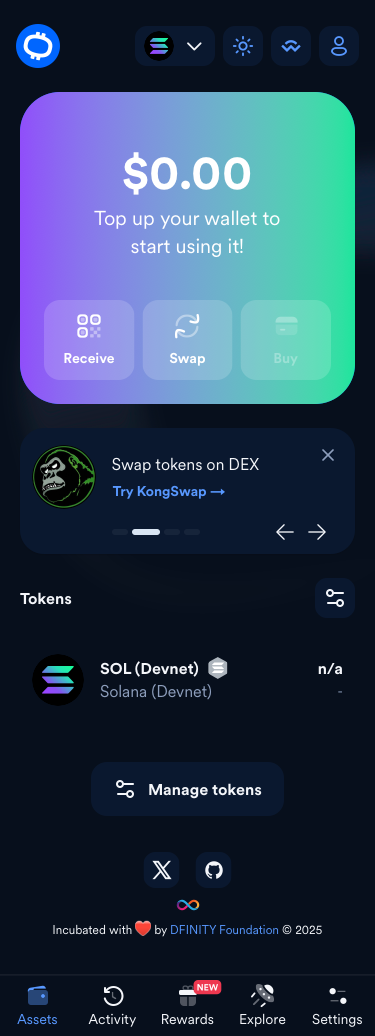 $0.00
Top up your wallet to
start using it!
Receive
Swap
Buy
Swap tokens on DEX
Try KongSwap →
Tokens
SOL (Devnet)
n/a
Solana (Devnet)
-
Manage tokens
Incubated with ❤️ by DFINITY Foundation © 2025
NEW
Assets
Activity
Rewards
Explore
Settings